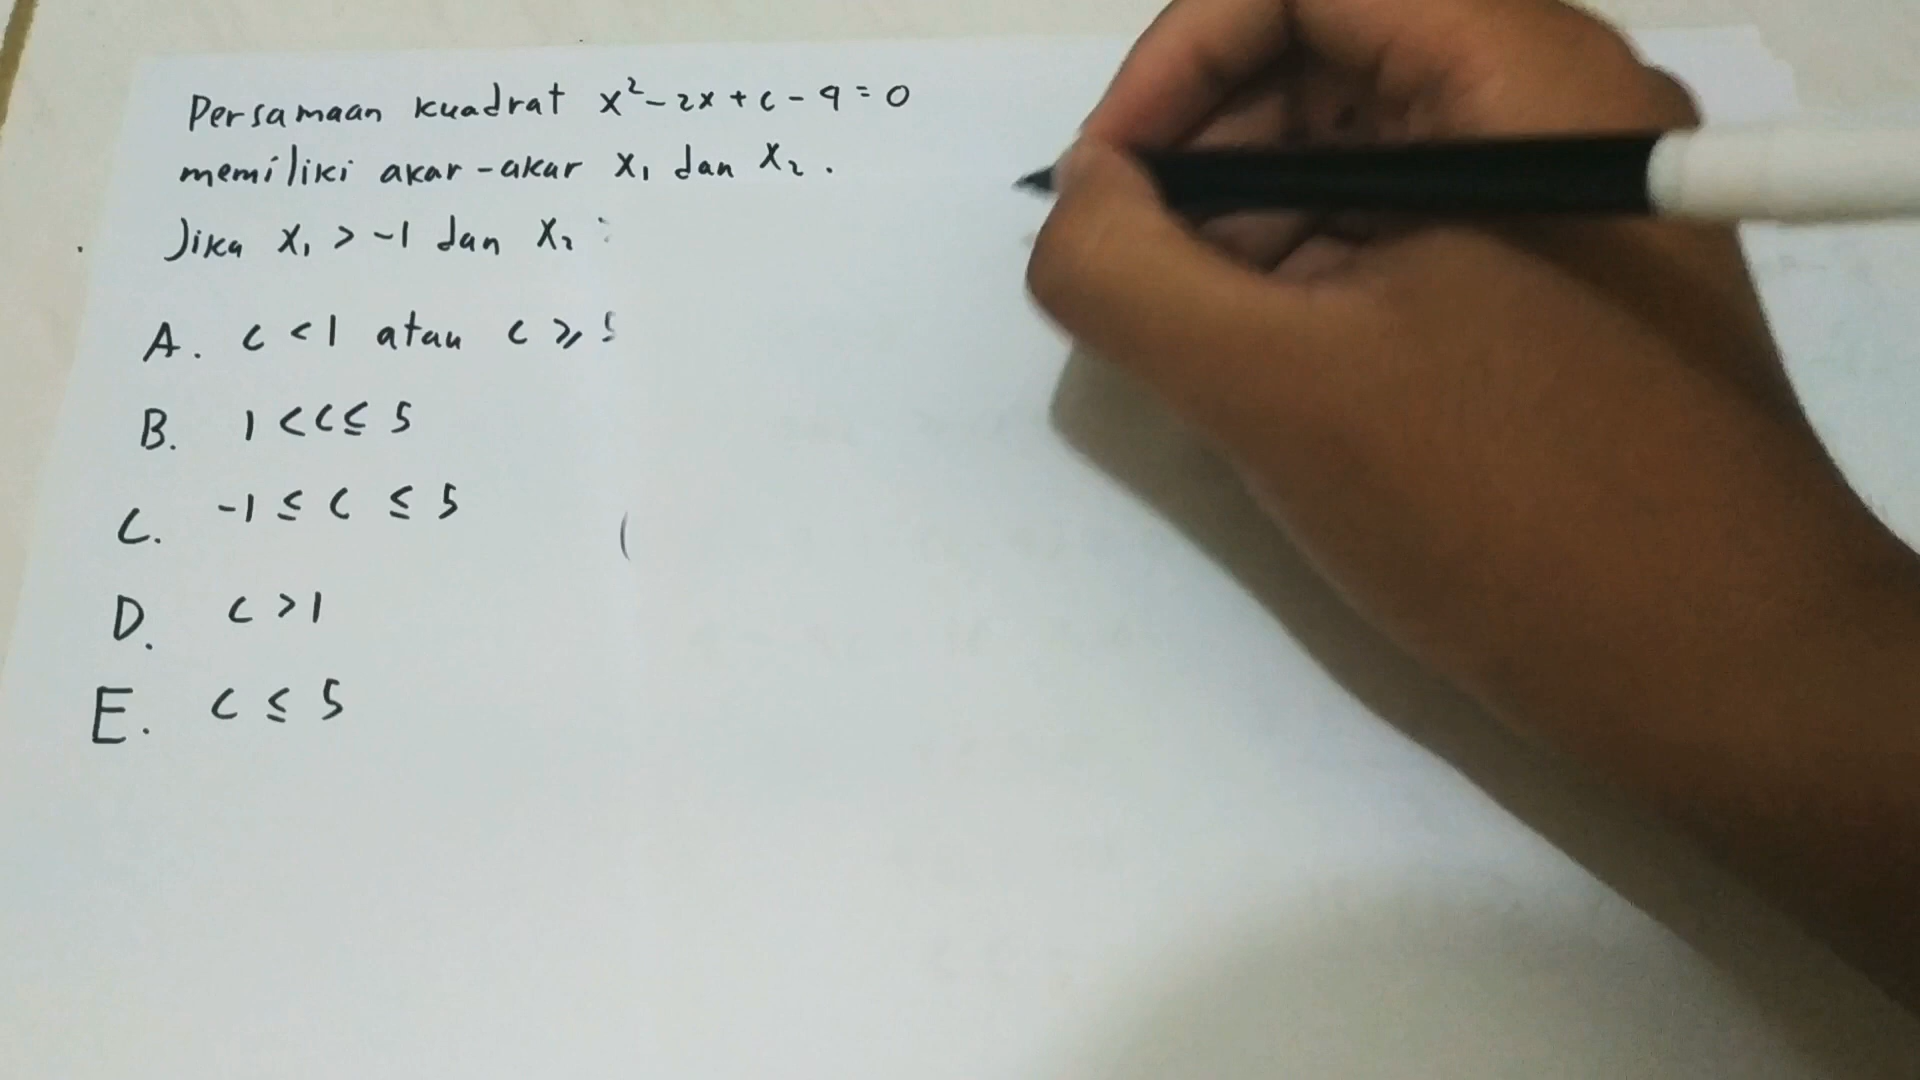 Persamaan kuadrat x²-2x+c-9=0
memiliki akar-akar x₁ dan x₂.
Jika x₁ > -1 dan x₂
A. c < 1 atau c ⩾
B. 1 < c ≤ 5
C. -1 ≤ c ≤ 5
D. c > 1
E. c ≤ 5